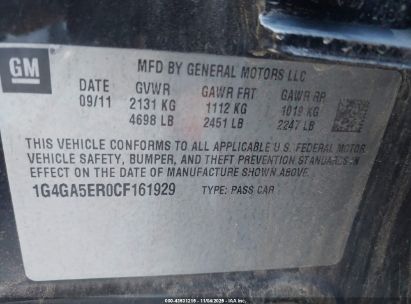 GM
MFD BY GENERAL MOTORS LLC
DATE GVWR GAWR FRT GAWR RR
09/11 2131 KG 1112 KG 1019 KG
4698 LB 2451 LB 2247 LB
THIS VEHICLE CONFORMS TO ALL APPLICABLE U.S. FEDERAL MOTOR
VEHICLE SAFETY, BUMPER, AND THEFT PREVENTION STANDARDS IN
EFFECT ON THE DATE OF MANUFACTURE SHOWN ABOVE.
1G4GA5ER0CF161929 TYPE: PASS CAR